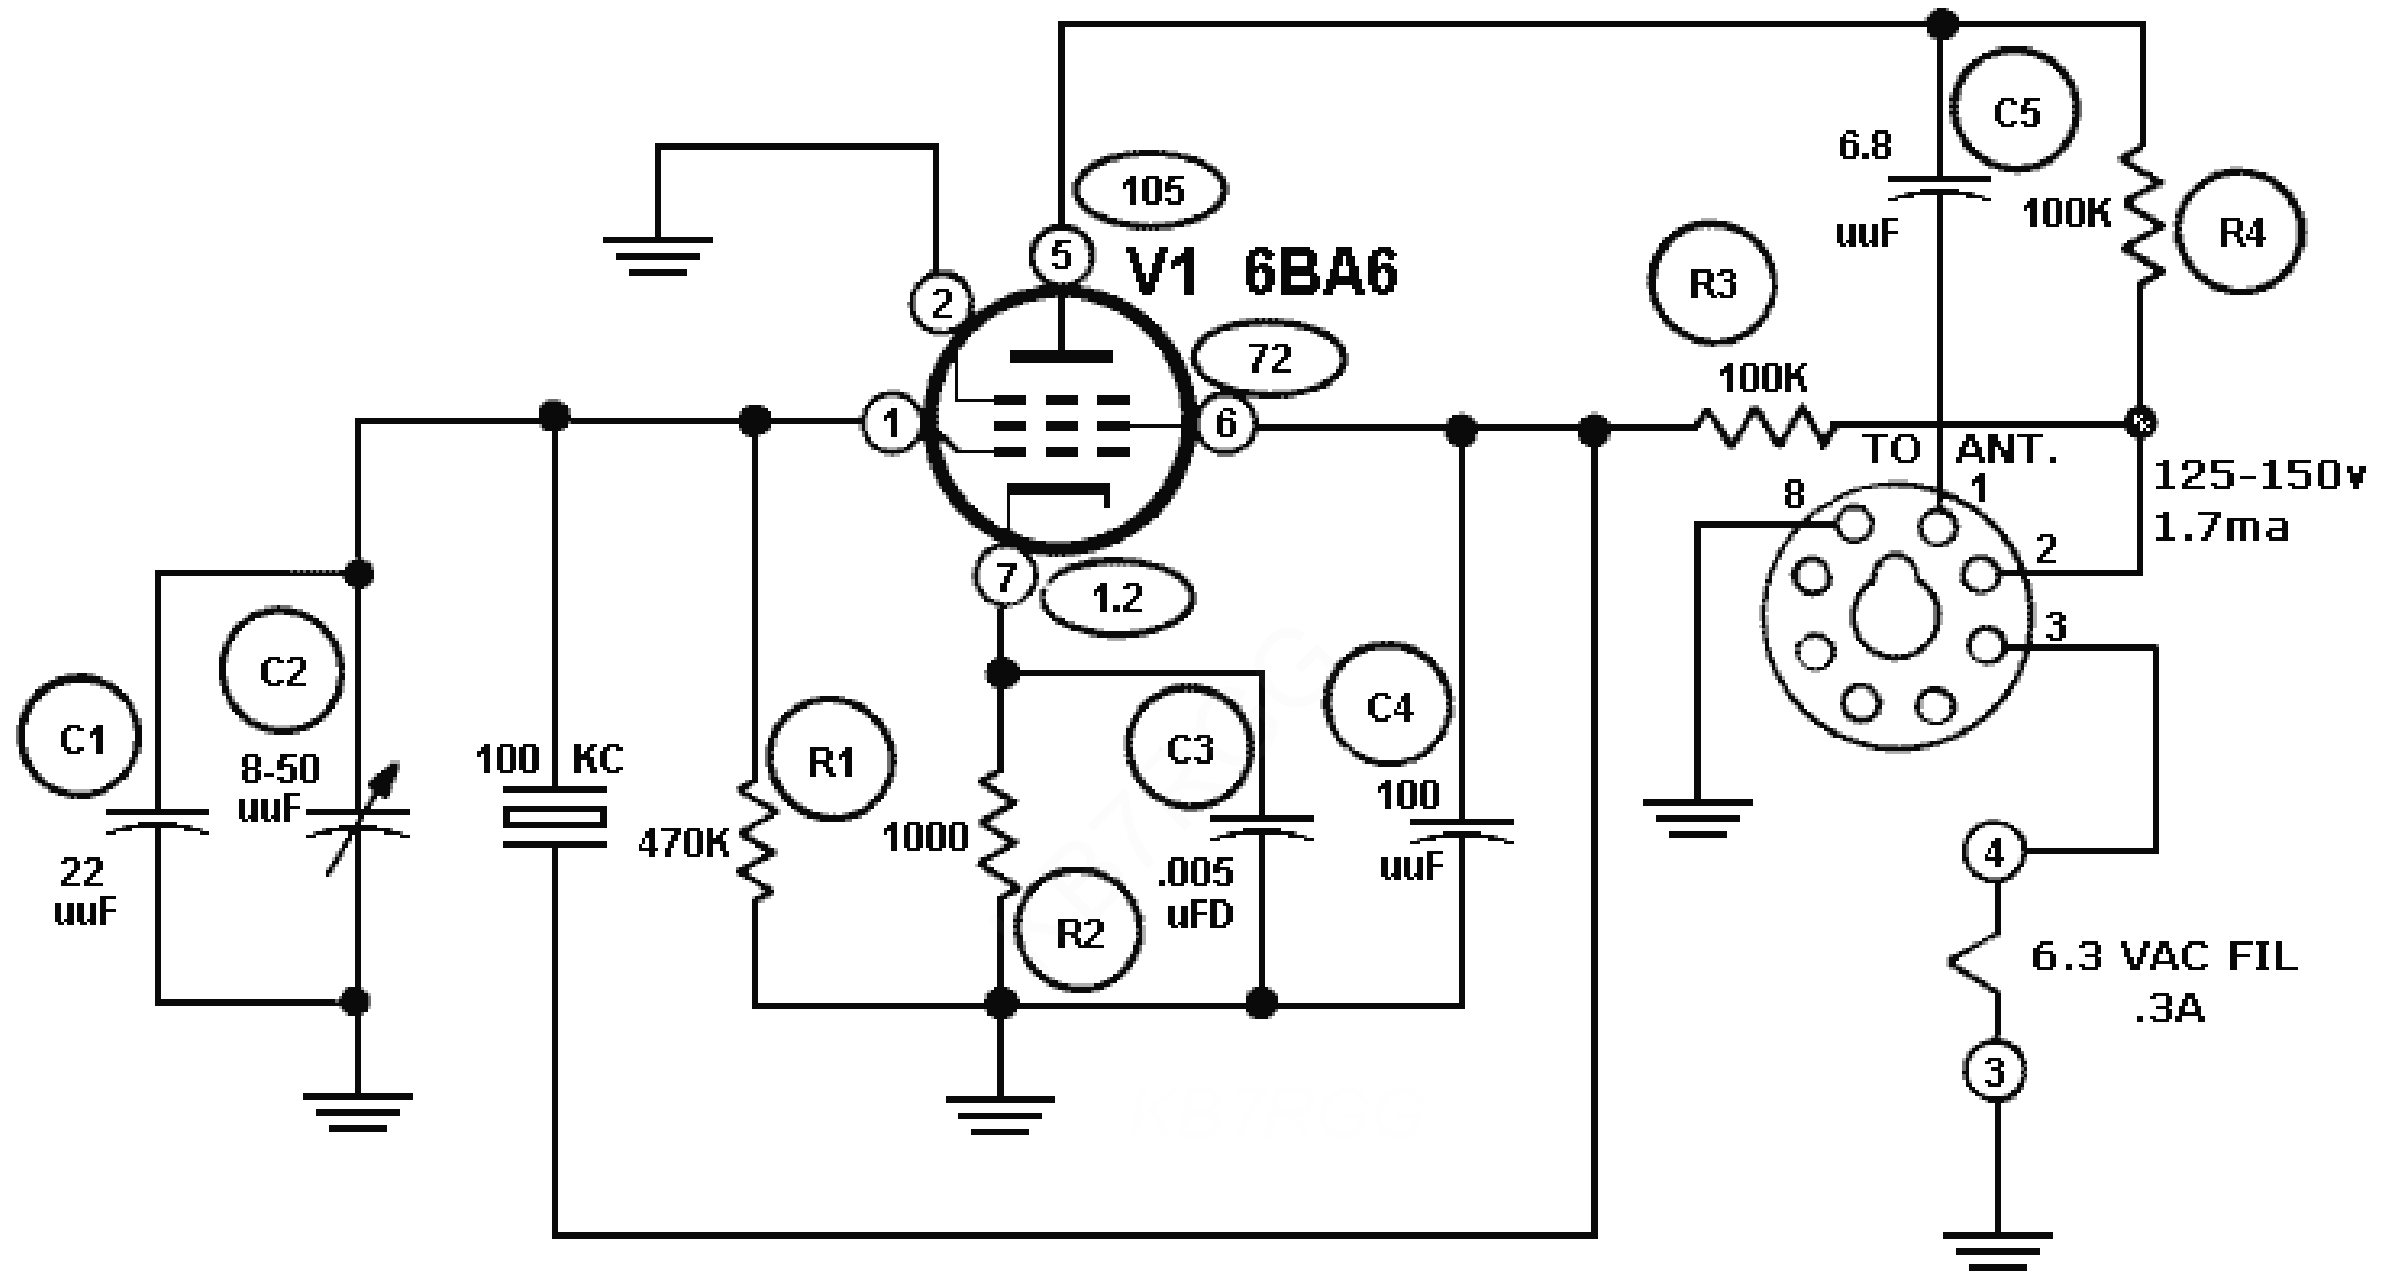 C5
6.8
uuF
100K
R4
105
5
V1 6BA6
2
72
R3
100K
1
6
TO ANT.
125-150v
1.7ma
8
1
2
3
7
1.2
C2
8-50
uuF
C1
22
uuF
100 KC
R1
470K
1000
R2
C3
.005
uFD
C4
100
uuF
4
6.3 VAC FIL
.3A
3